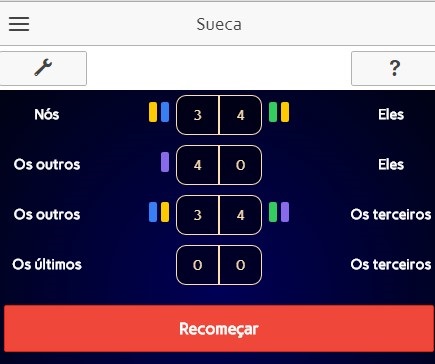 Sueca
?
Nós 3 4 Eles
Os outros 4 0 Eles
Os outros 3 4 Os terceiros
Os últimos 0 0 Os terceiros
Recomeçar